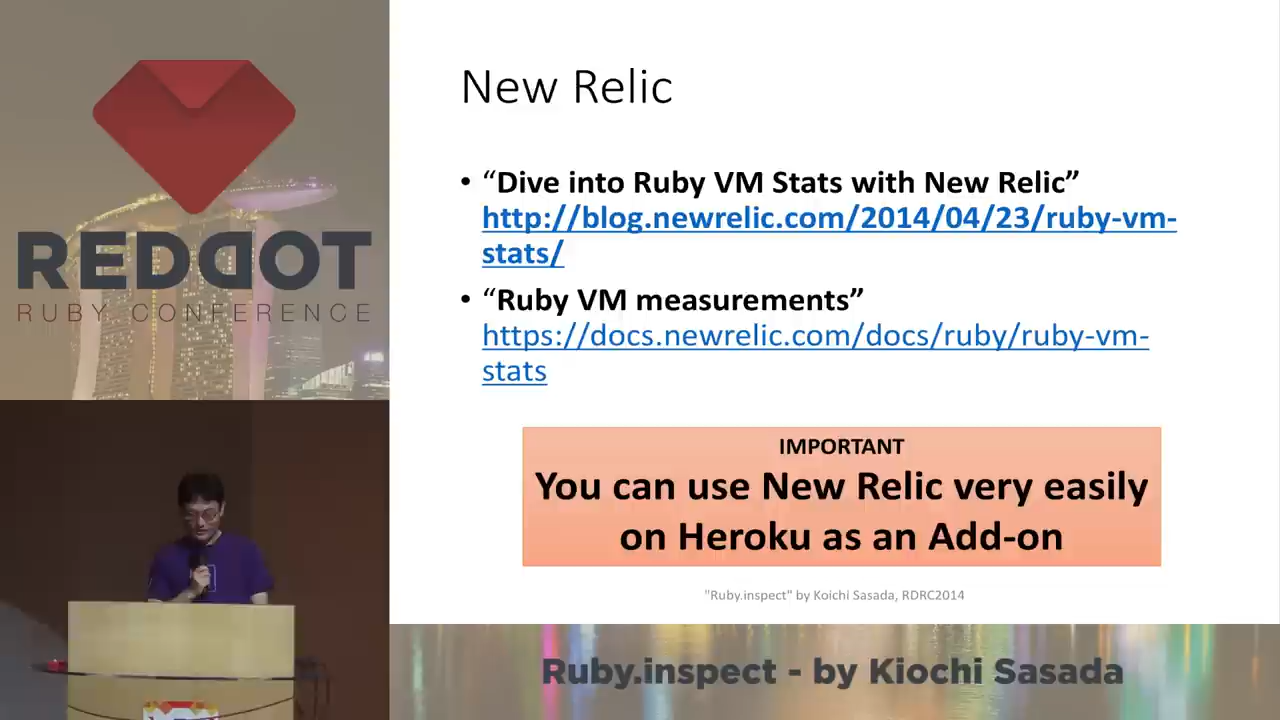 REDDOT
RUBY CONFERENCE
New Relic
• “Dive into Ruby VM Stats with New Relic”
http://blog.newrelic.com/2014/04/23/ruby-vm-
stats/
• “Ruby VM measurements”
https://docs.newrelic.com/docs/ruby/ruby-vm-
stats
IMPORTANT
You can use New Relic very easily
on Heroku as an Add-on
"Ruby.inspect" by Koichi Sasada, RDRC2014
Ruby.inspect - by Kiochi Sasada